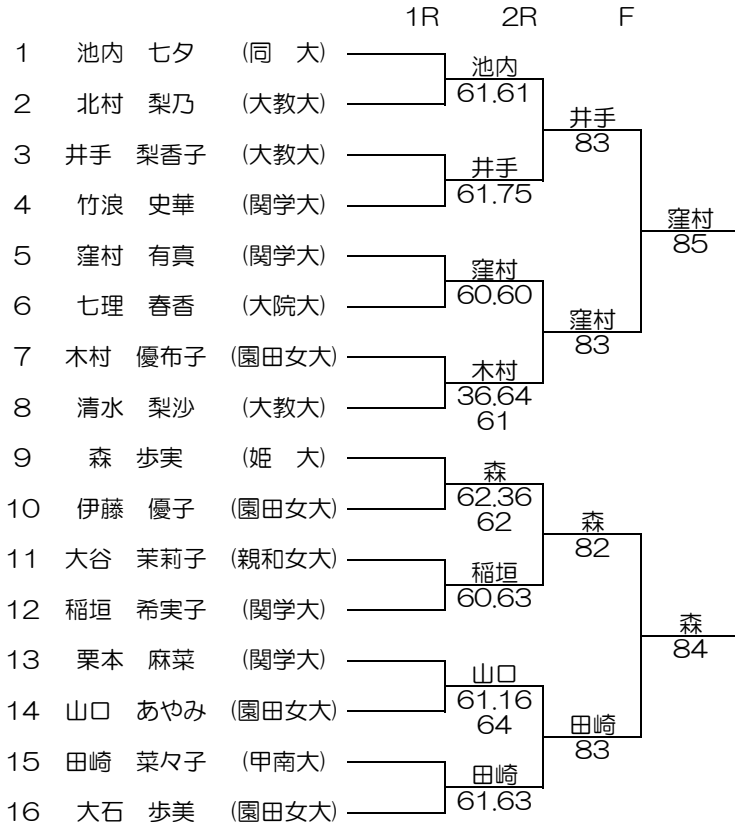 1R 2R F
1 池内 七夕 (同 大)
池内
2 北村 梨乃 (大教大)
61.61
井手
83
3 井手 梨香子 (大教大)
井手
4 竹浪 史華 (関学大)
61.75
窪村
85
5 窪村 有真 (関学大)
窪村
6 七理 春香 (大院大)
60.60
窪村
83
7 木村 優布子 (園田女大)
木村
8 清水 梨沙 (大教大)
36.64
61
9 森 歩実 (姫 大)
森
10 伊藤 優子 (園田女大)
62.36
62
森
82
11 大谷 茉莉子 (親和女大)
稲垣
12 稲垣 希実子 (関学大)
60.63
森
84
13 栗本 麻菜 (関学大)
山口
14 山口 あやみ (園田女大)
61.16
64
田崎
83
15 田崎 菜々子 (甲南大)
田崎
16 大石 歩美 (園田女大)
61.63